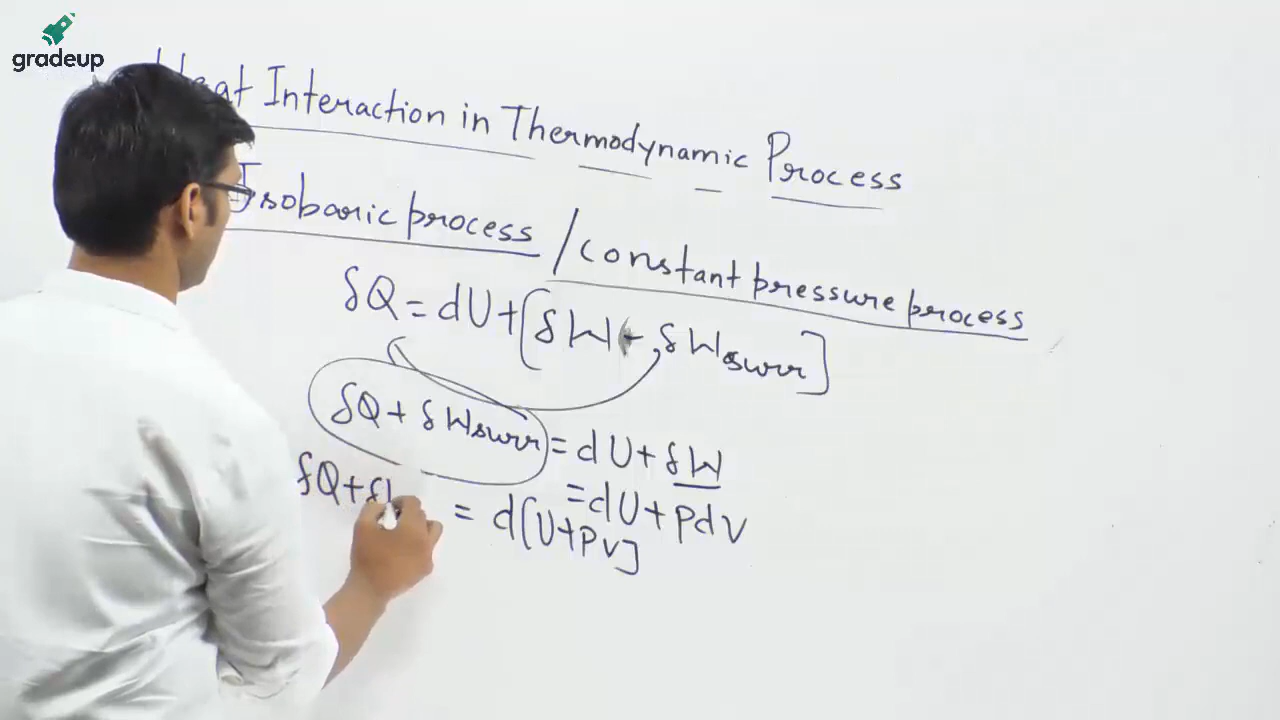 gradeup
Heat Interaction in Thermodynamic Process
Isobaric process / constant pressure process
δQ = dU + [δW - δWsurr]
δQ + δWsurr = dU + δW
= dU + PdV
δQ + δ = d[U+PV]